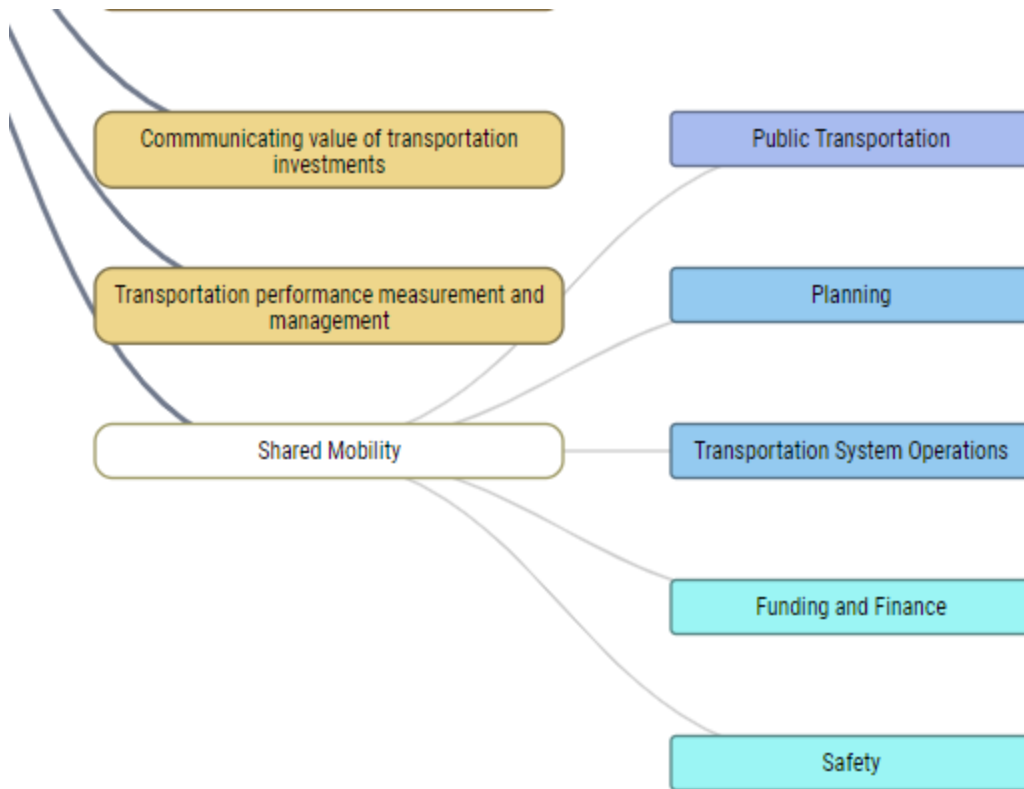 Commmunicating value of transportation
investments
Public Transportation
Transportation performance measurement and
management
Planning
Shared Mobility
Transportation System Operations
Funding and Finance
Safety